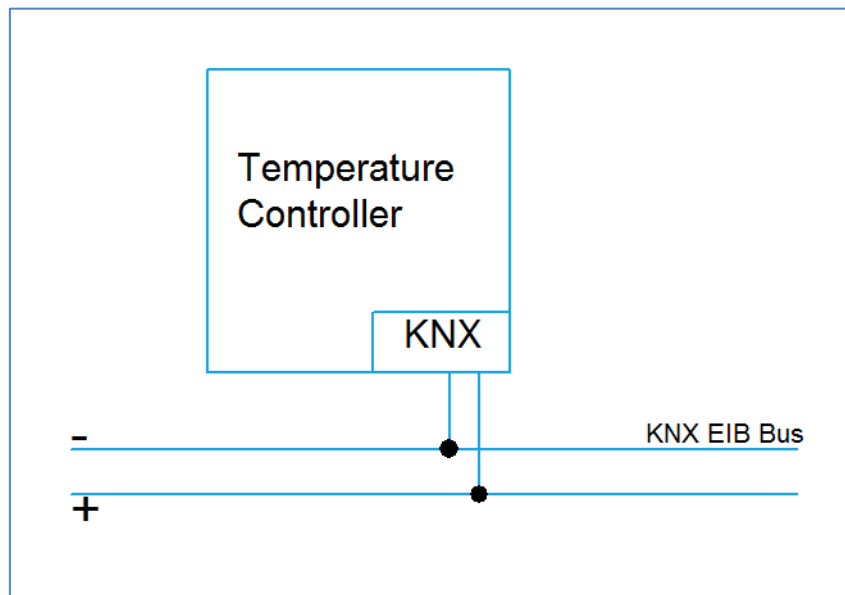 Temperature
Controller
KNX
-
KNX EIB Bus
+